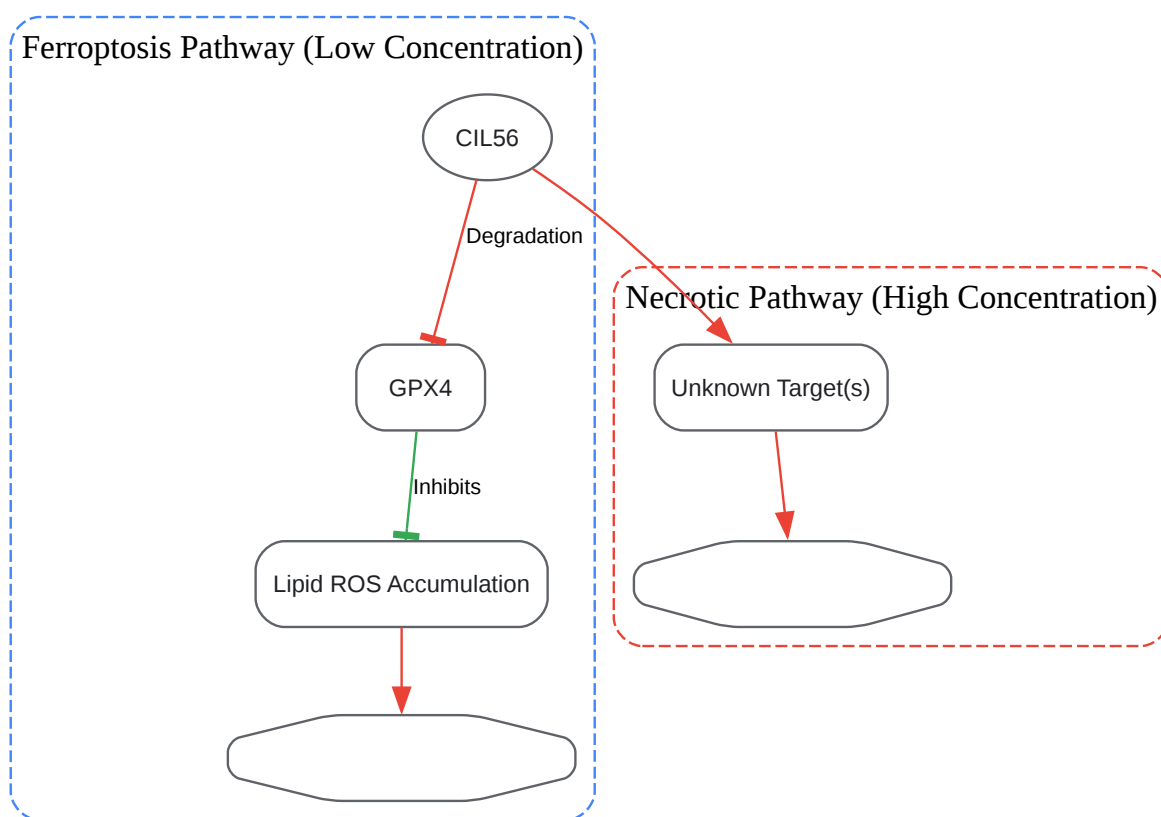 Ferroptosis Pathway (Low Concentration)
CIL56
Degradation
Necrotic Pathway (High Concentration)
GPX4
Unknown Target(s)
Inhibits
Lipid ROS Accumulation